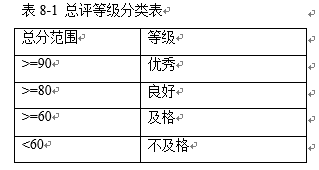 表 8-1 总评等级分类表
总分范围 等级
>=90 优秀
>=80 良好
>=60 及格
<60 不及格